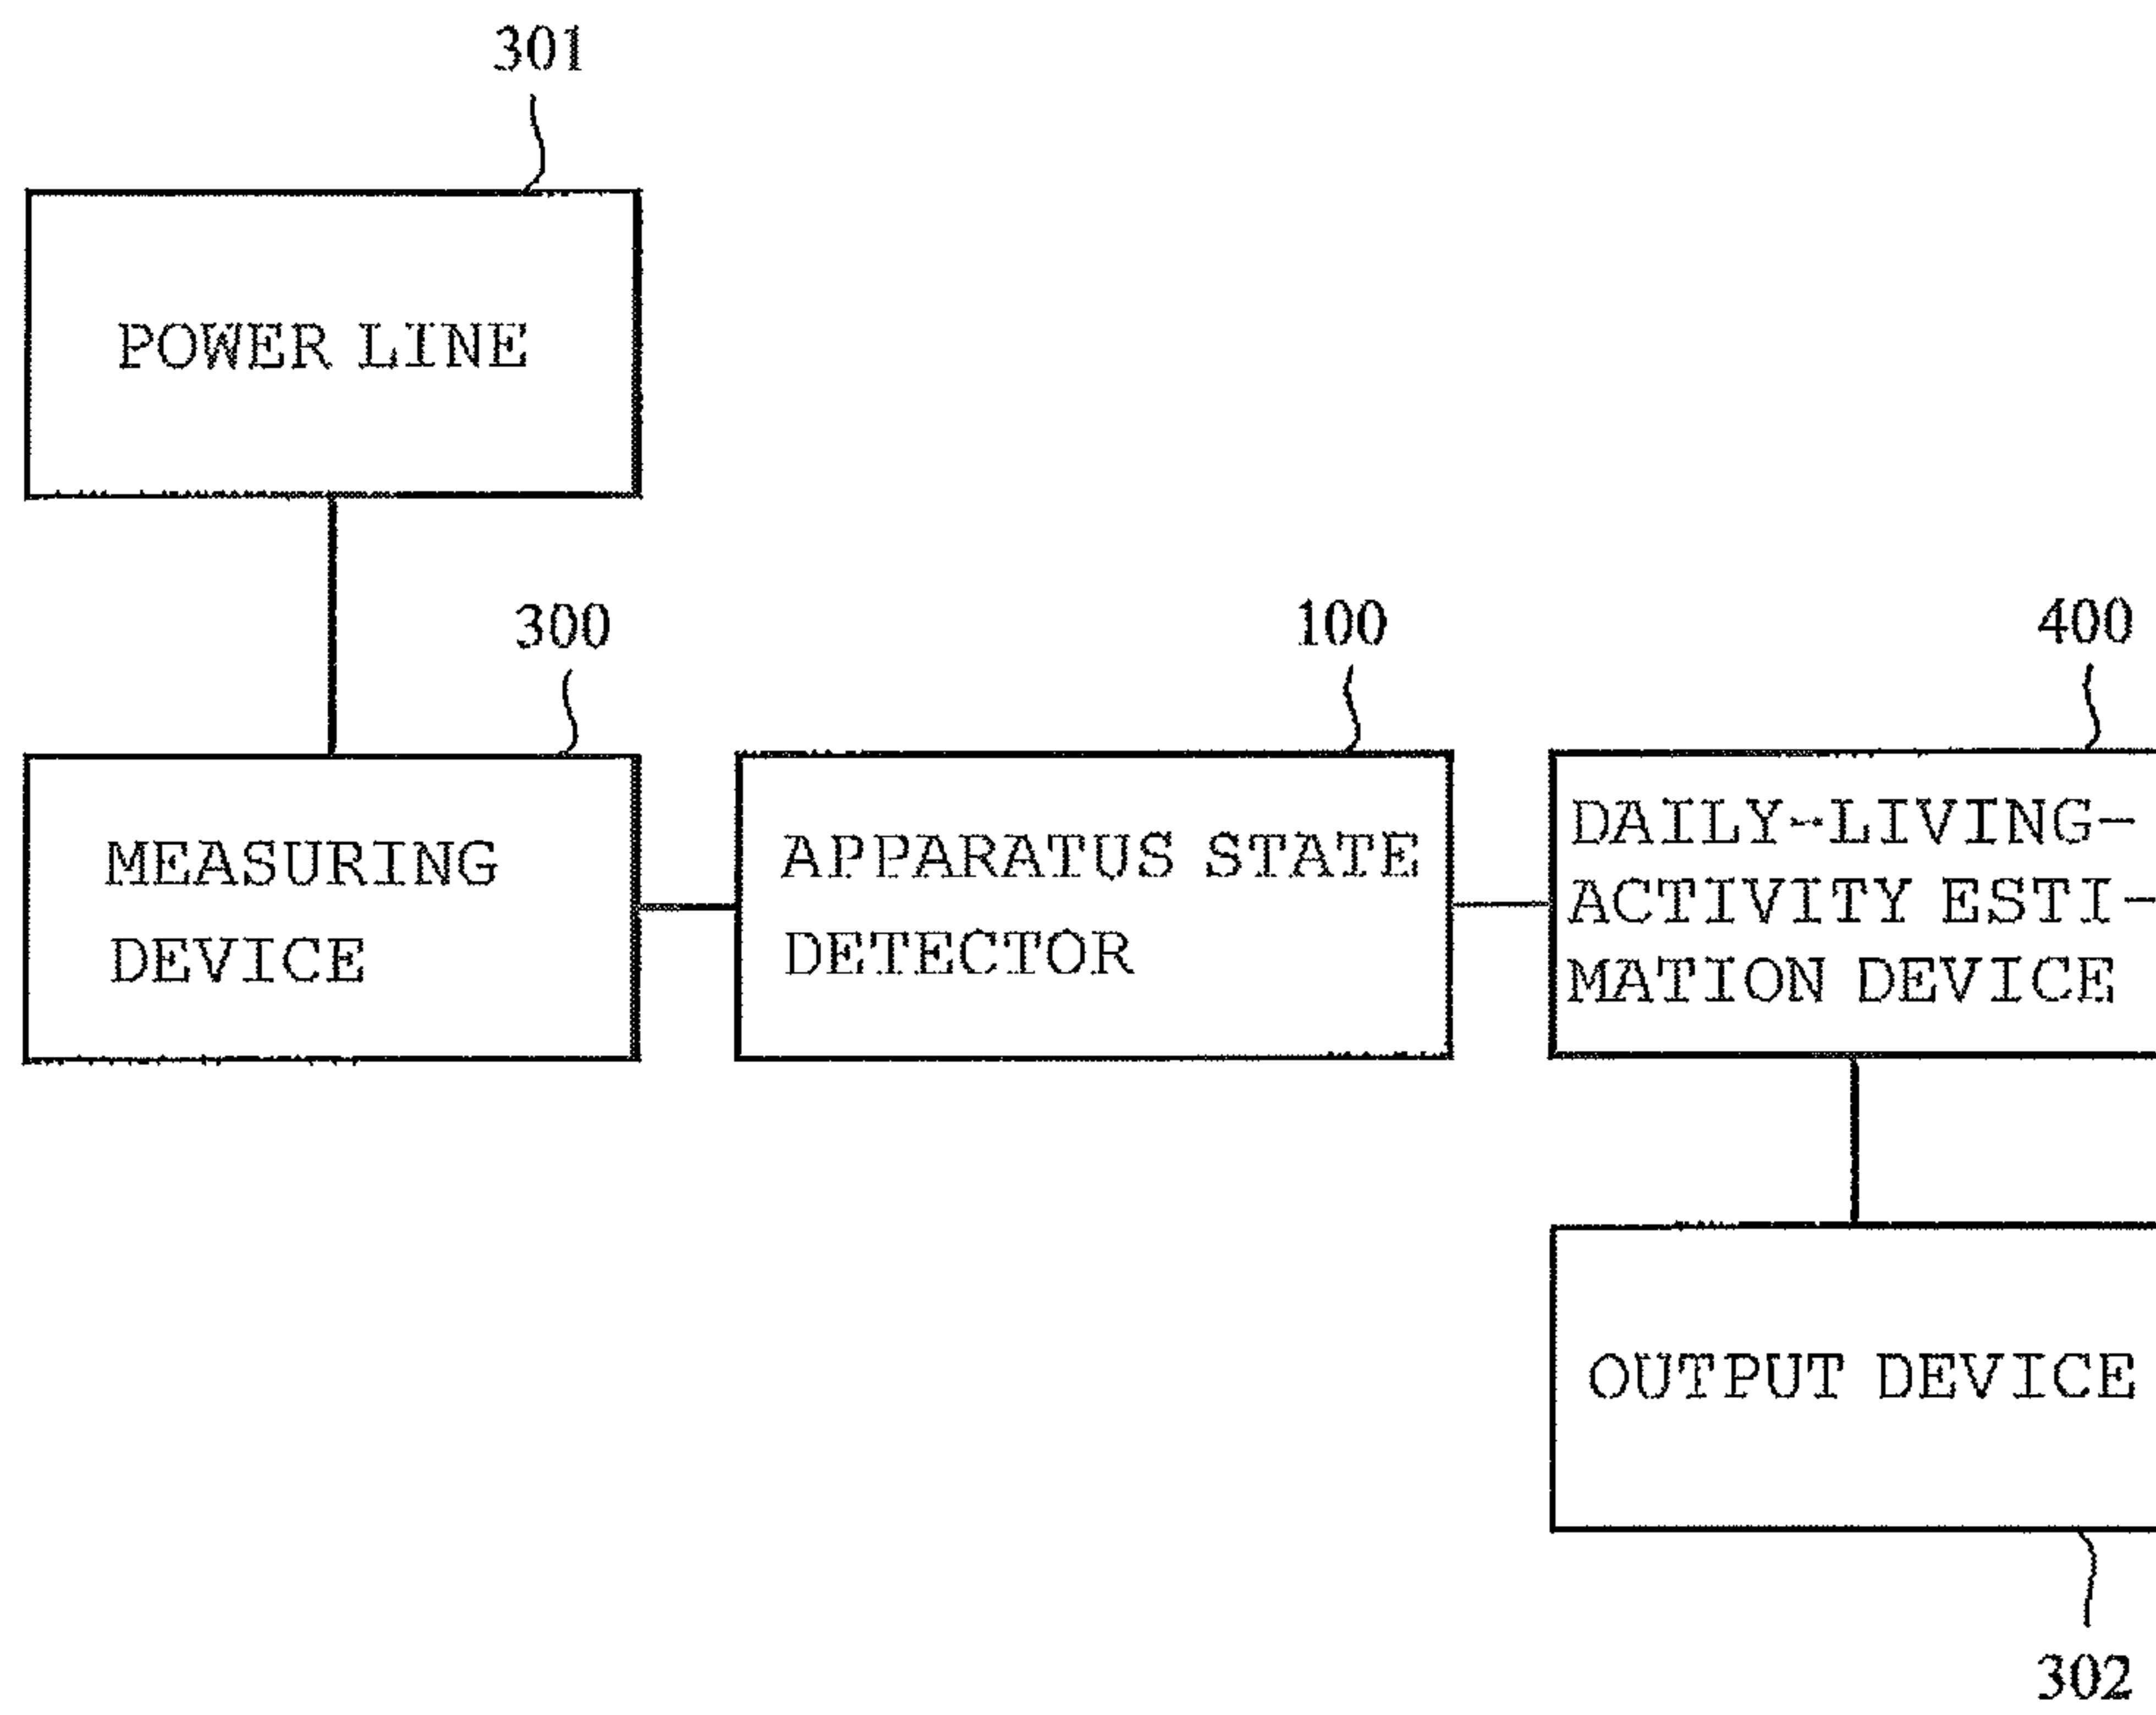 301
POWER LINE
300
MEASURING
DEVICE
100
APPARATUS STATE
DETECTOR
400
DAILY-LIVING-
ACTIVITY ESTI-
MATION DEVICE
OUTPUT DEVICE
302